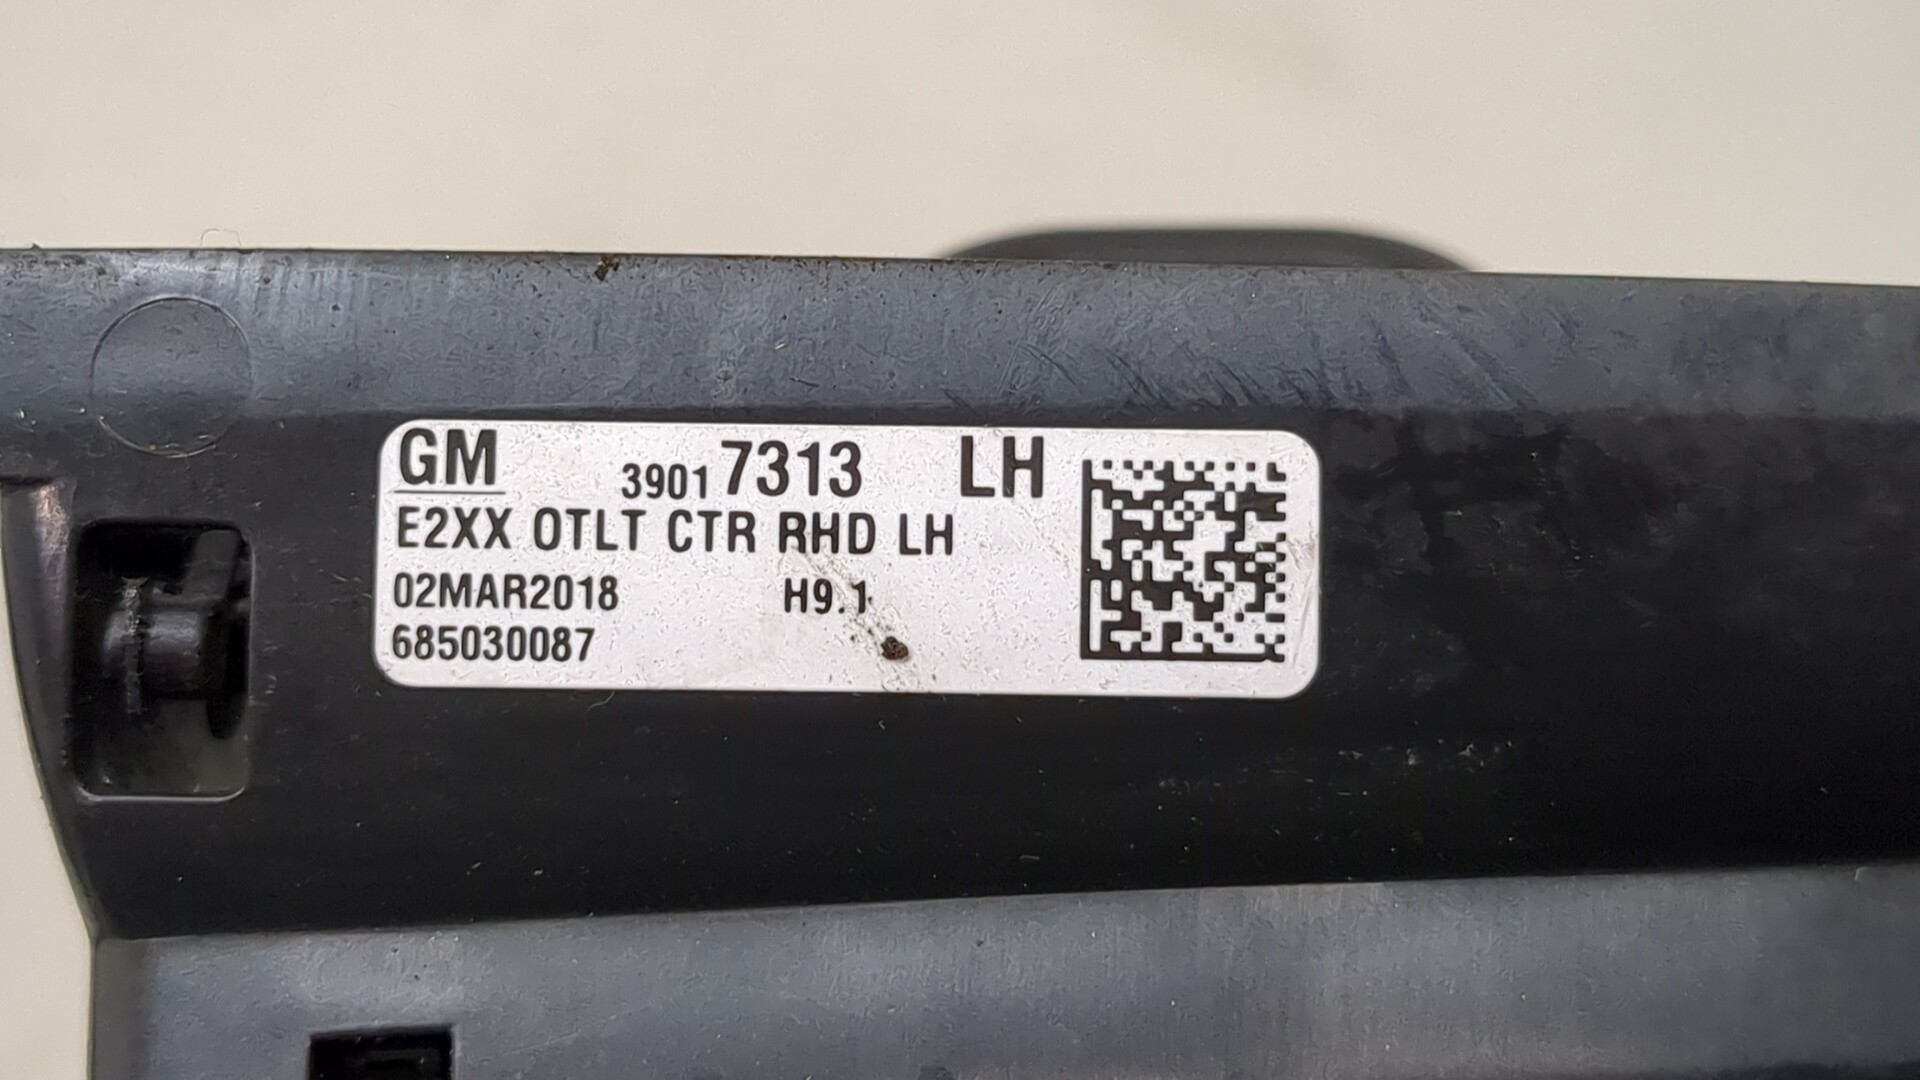 GM 39017313 LH
E2XX OTLT CTR RHD LH
02MAR2018 H9.1
685030087